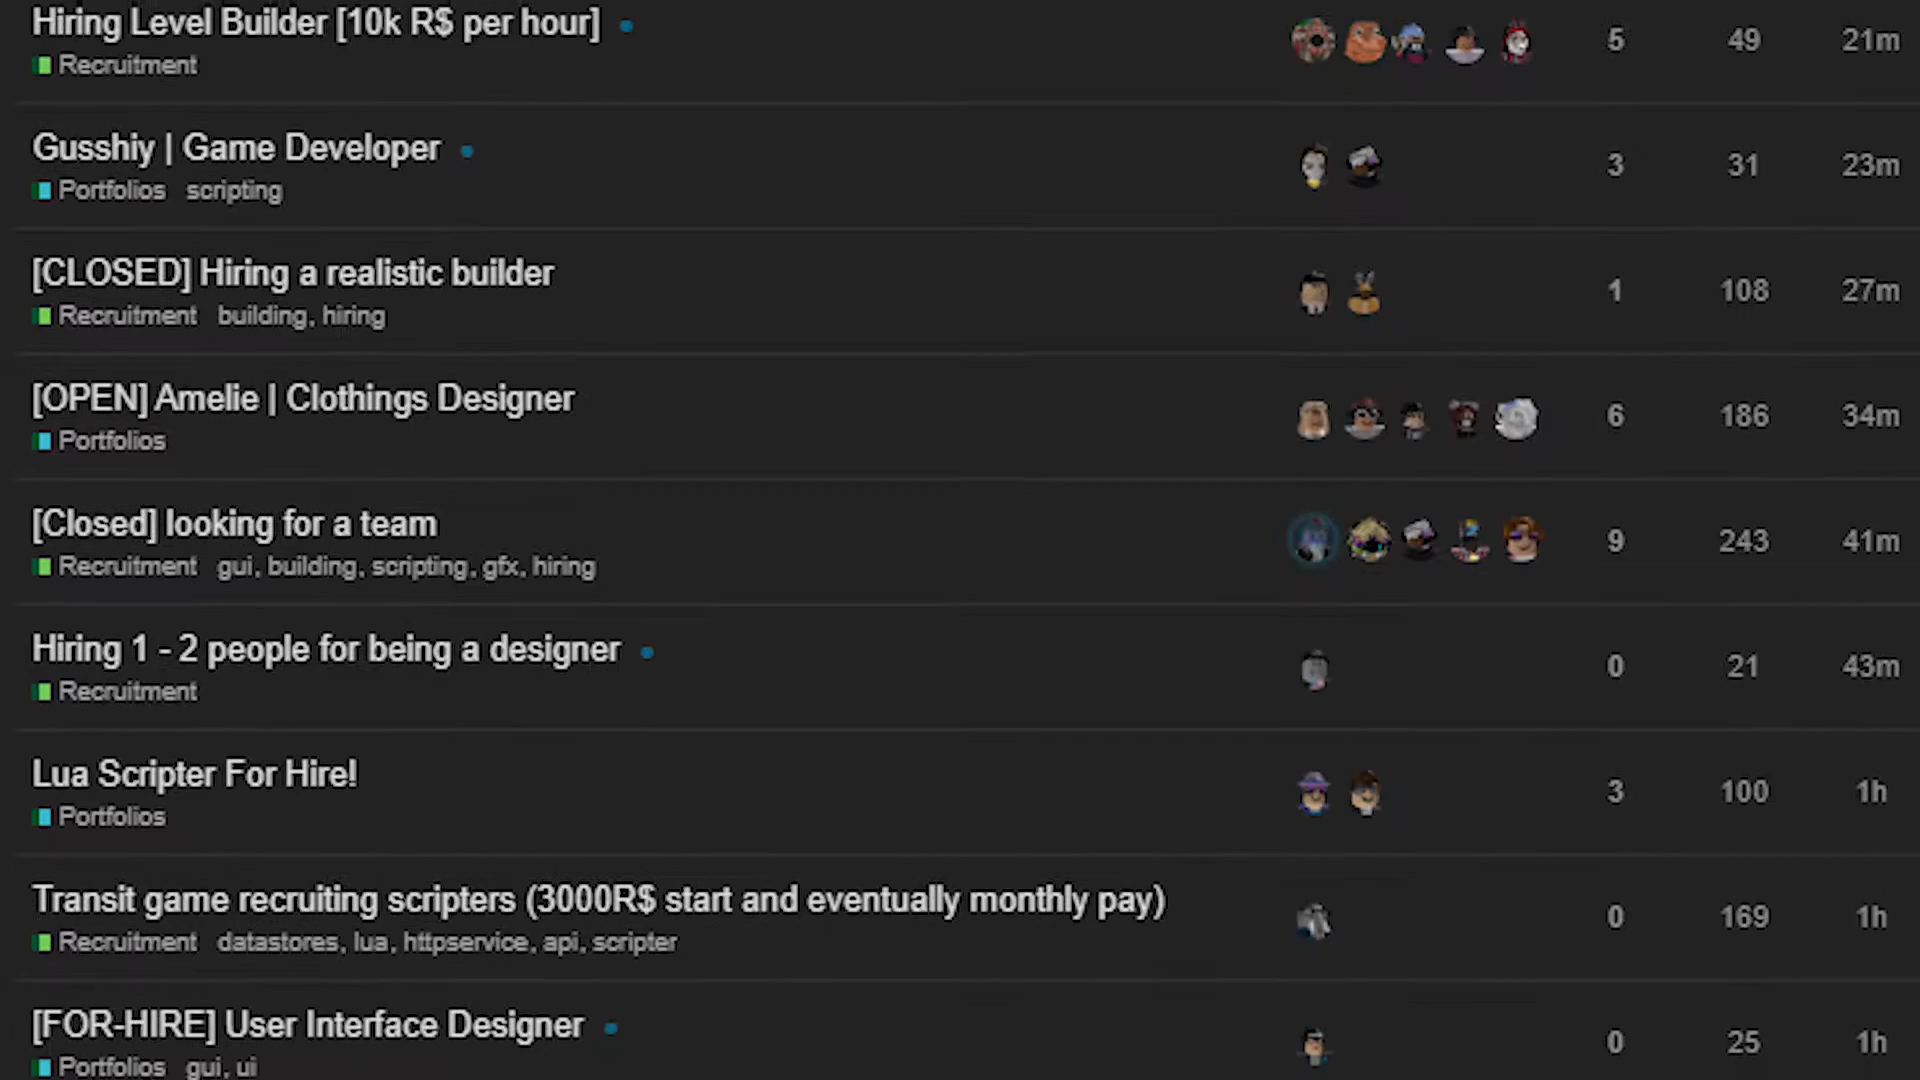 Hiring Level Builder [10k R$ per hour] 5 49 21m
Recruitment
Gusshiy | Game Developer 3 31 23m
Portfolios scripting
[CLOSED] Hiring a realistic builder 1 108 27m
Recruitment building, hiring
[OPEN] Amelie | Clothings Designer 6 186 34m
Portfolios
[Closed] looking for a team 9 243 41m
Recruitment gui, building, scripting, gfx, hiring
Hiring 1 - 2 people for being a designer 0 21 43m
Recruitment
Lua Scripter For Hire! 3 100 1h
Portfolios
Transit game recruiting scripters (3000R$ start and eventually monthly pay) 0 169 1h
Recruitment datastores, lua, httpservice, api, scripter
[FOR-HIRE] User Interface Designer 0 25 1h
Portfolios gui, ui